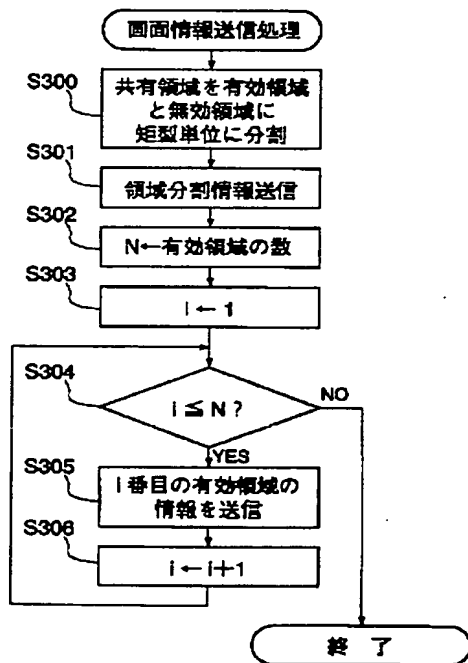 画面情報送信処理
S300
共有領域を有効領域
と無効領域に
矩型単位に分割
S301
領域分割情報送信
S302
N←有効領域の数
S303
i ← 1
S304
i ≦ N ?
NO
YES
S305
i 番目の有効領域の
情報を送信
S306
i ← i+1
終 了